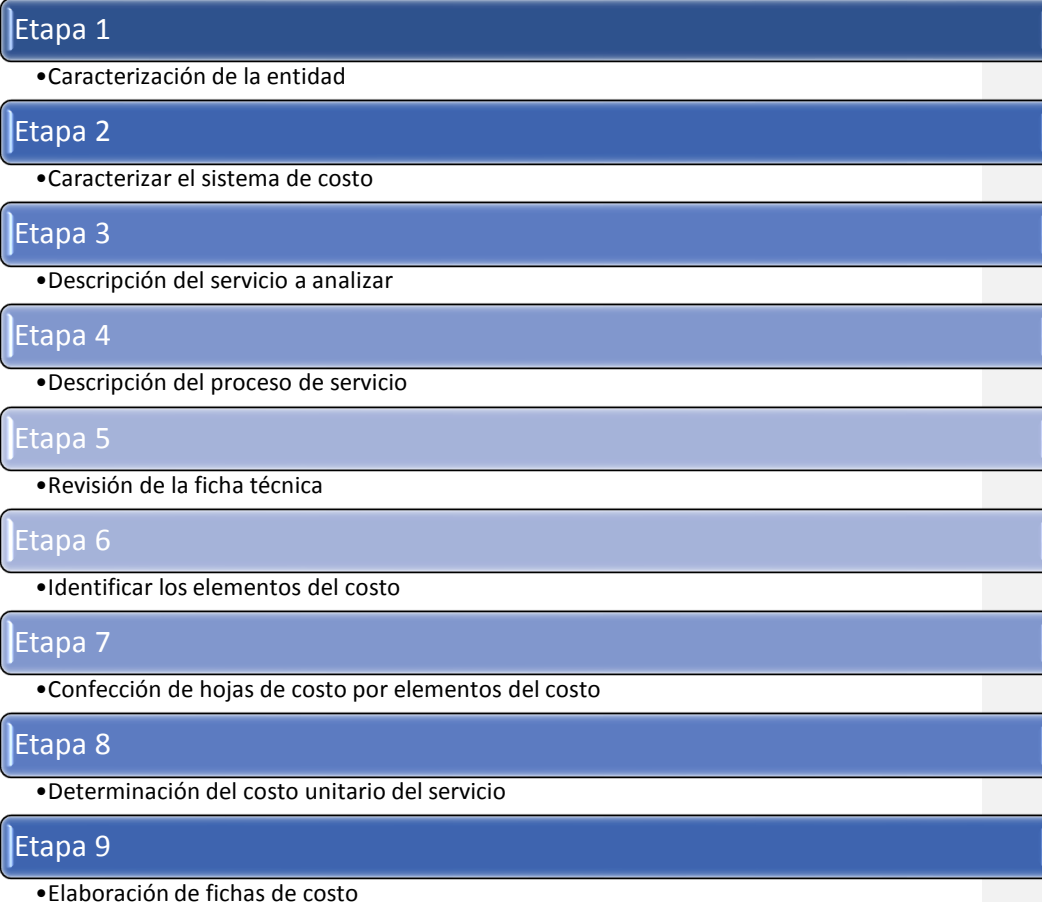 Etapa 1
•Caracterización de la entidad
Etapa 2
•Caracterizar el sistema de costo
Etapa 3
•Descripción del servicio a analizar
Etapa 4
•Descripción del proceso de servicio
Etapa 5
•Revisión de la ficha técnica
Etapa 6
•Identificar los elementos del costo
Etapa 7
•Confección de hojas de costo por elementos del costo
Etapa 8
•Determinación del costo unitario del servicio
Etapa 9
•Elaboración de fichas de costo